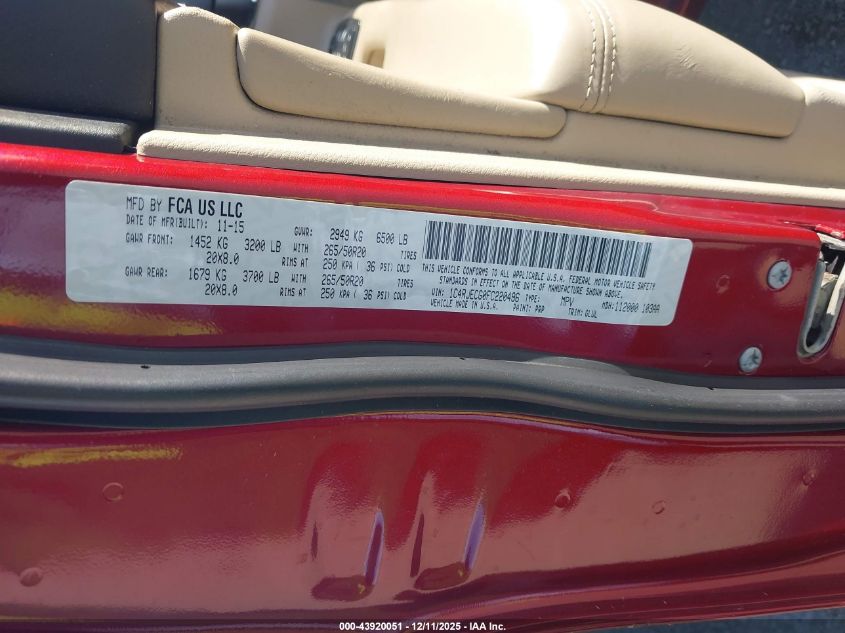 MFD BY FCA US LLC
DATE OF MFR(BUILT): 11-15 GVWR: 2949 KG 6500 LB
GAWR FRONT: 1452 KG 3200 LB WITH 265/50R20 TIRES
20X8.0 RIMS AT 250 KPA ( 36 PSI) COLD
GAWR REAR: 1679 KG 3700 LB WITH 265/50R20 TIRES
20X8.0 RIMS AT 250 KPA ( 36 PSI) COLD
THIS VEHICLE CONFORMS TO ALL APPLICABLE U.S.A. FEDERAL MOTOR VEHICLE SAFETY
STANDARDS IN EFFECT ON THE DATE OF MANUFACTURE SHOWN ABOVE.
VIN: 1C4RJECG0FC220496 TYPE: MPV MDH: 112000 103AA
VEHICLE MADE IN U.S.A. PAINT: PRP TRIM: GLWL
000-43920051 - 12/11/2025 - IAA Inc.